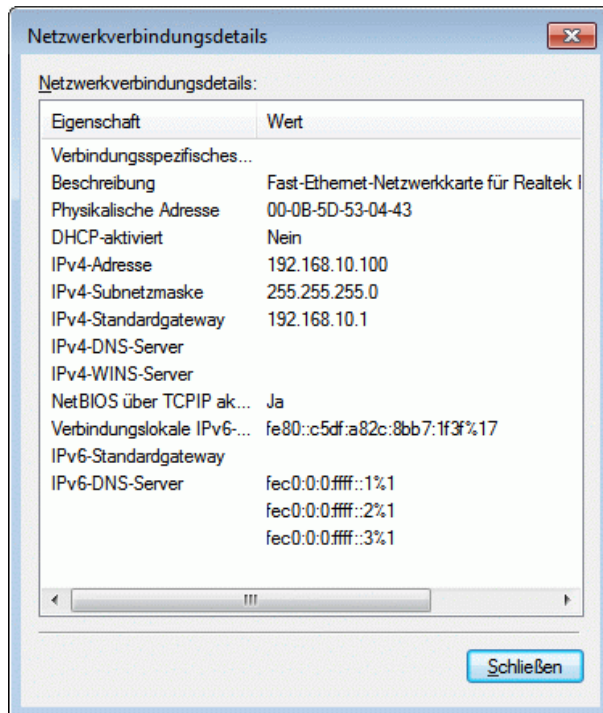 Netzwerkverbindungsdetails
Netzwerkverbindungsdetails:
Eigenschaft Wert
Verbindungsspezifisches...
Beschreibung Fast-Ethernet-Netzwerkkarte für Realtek
Physikalische Adresse 00-0B-5D-53-04-43
DHCP-aktiviert Nein
IPv4-Adresse 192.168.10.100
IPv4-Subnetzmaske 255.255.255.0
IPv4-Standardgateway 192.168.10.1
IPv4-DNS-Server
IPv4-WINS-Server
NetBIOS über TCPIP ak... Ja
Verbindungslokale IPv6-... fe80::c5df:a82c:8bb7:1f3f%17
IPv6-Standardgateway
IPv6-DNS-Server fec0:0:0:ffff::1%1
fec0:0:0:ffff::2%1
fec0:0:0:ffff::3%1
Schließen